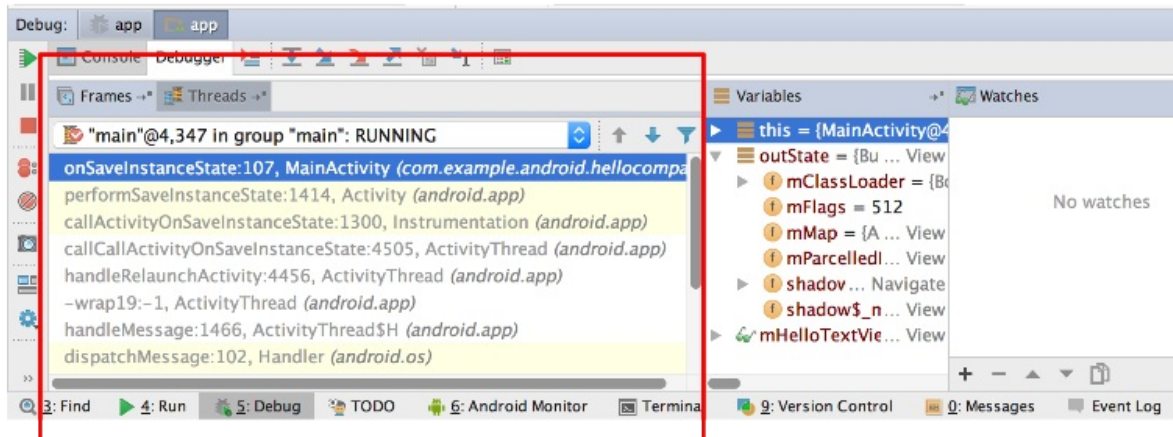 Debug: app app
Console Debugger
Frames Threads
"main"@4,347 in group "main": RUNNING
onSaveInstanceState:107, MainActivity (com.example.android.hellocompa
performSaveInstanceState:1414, Activity (android.app)
callActivityOnSaveInstanceState:1300, Instrumentation (android.app)
callCallActivityOnSaveInstanceState:4505, ActivityThread (android.app)
handleRelaunchActivity:4456, ActivityThread (android.app)
-wrap19:-1, ActivityThread (android.app)
handleMessage:1466, ActivityThread$H (android.app)
dispatchMessage:102, Handler (android.os)
Variables
this = {MainActivity@4
outState = {Bu ... View
mClassLoader = {Bo
mFlags = 512
mMap = {A ... View
mParcelledI... View
shadov... Navigate
shadow$_n... View
mHelloTextVie... View
Watches
No watches
3: Find 4: Run 5: Debug TODO 6: Android Monitor Termina 9: Version Control 0: Messages Event Log